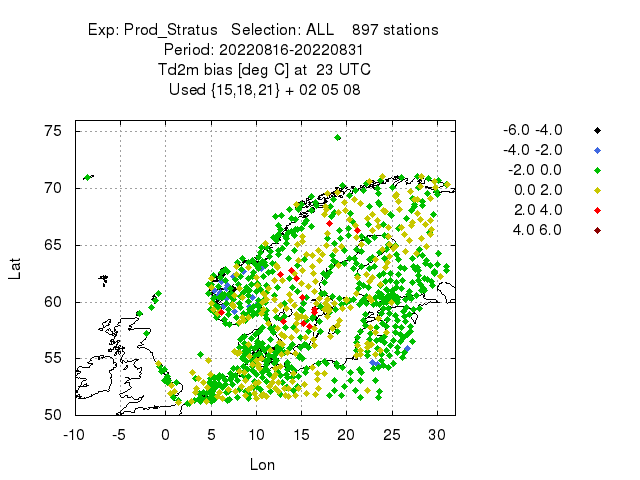 Exp: Prod_Stratus   Selection: ALL    897 stations
Period: 20220816-20220831
Td2m bias [deg C] at  23 UTC
Used {15,18,21} + 02 05 08
-6.0 -4.0
-4.0 -2.0
-2.0 0.0
0.0 2.0
2.0 4.0
4.0 6.0
75
70
65
60
55
50
Lat
-10 -5 0 5 10 15 20 25 30
Lon